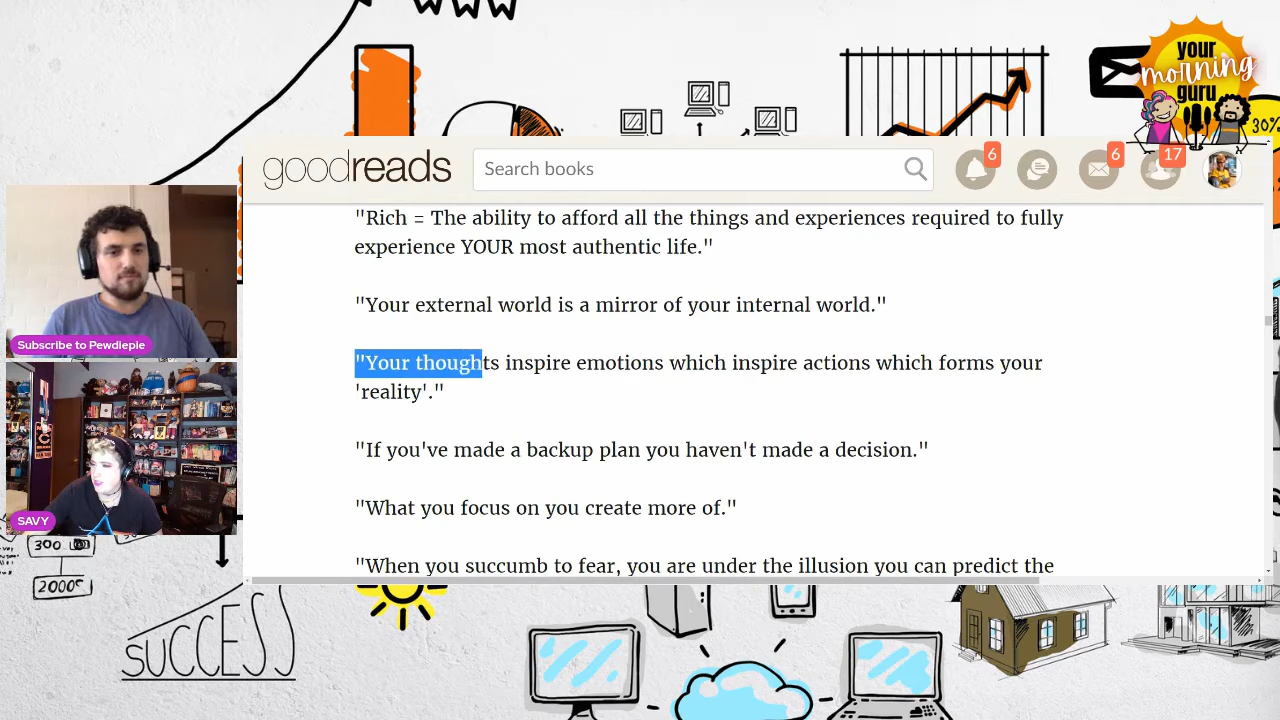 WWW
your
morning
guru
30%
goodreads
Search books
6
6
17
"Rich = The ability to afford all the things and experiences required to fully
experience YOUR most authentic life."
"Your external world is a mirror of your internal world."
"Your thoughts inspire emotions which inspire actions which forms your
'reality'."
"If you've made a backup plan you haven't made a decision."
"What you focus on you create more of."
"When you succumb to fear, you are under the illusion you can predict the
Subscribe to Pewdiepie
SAVY
300
2000
SUCCESS